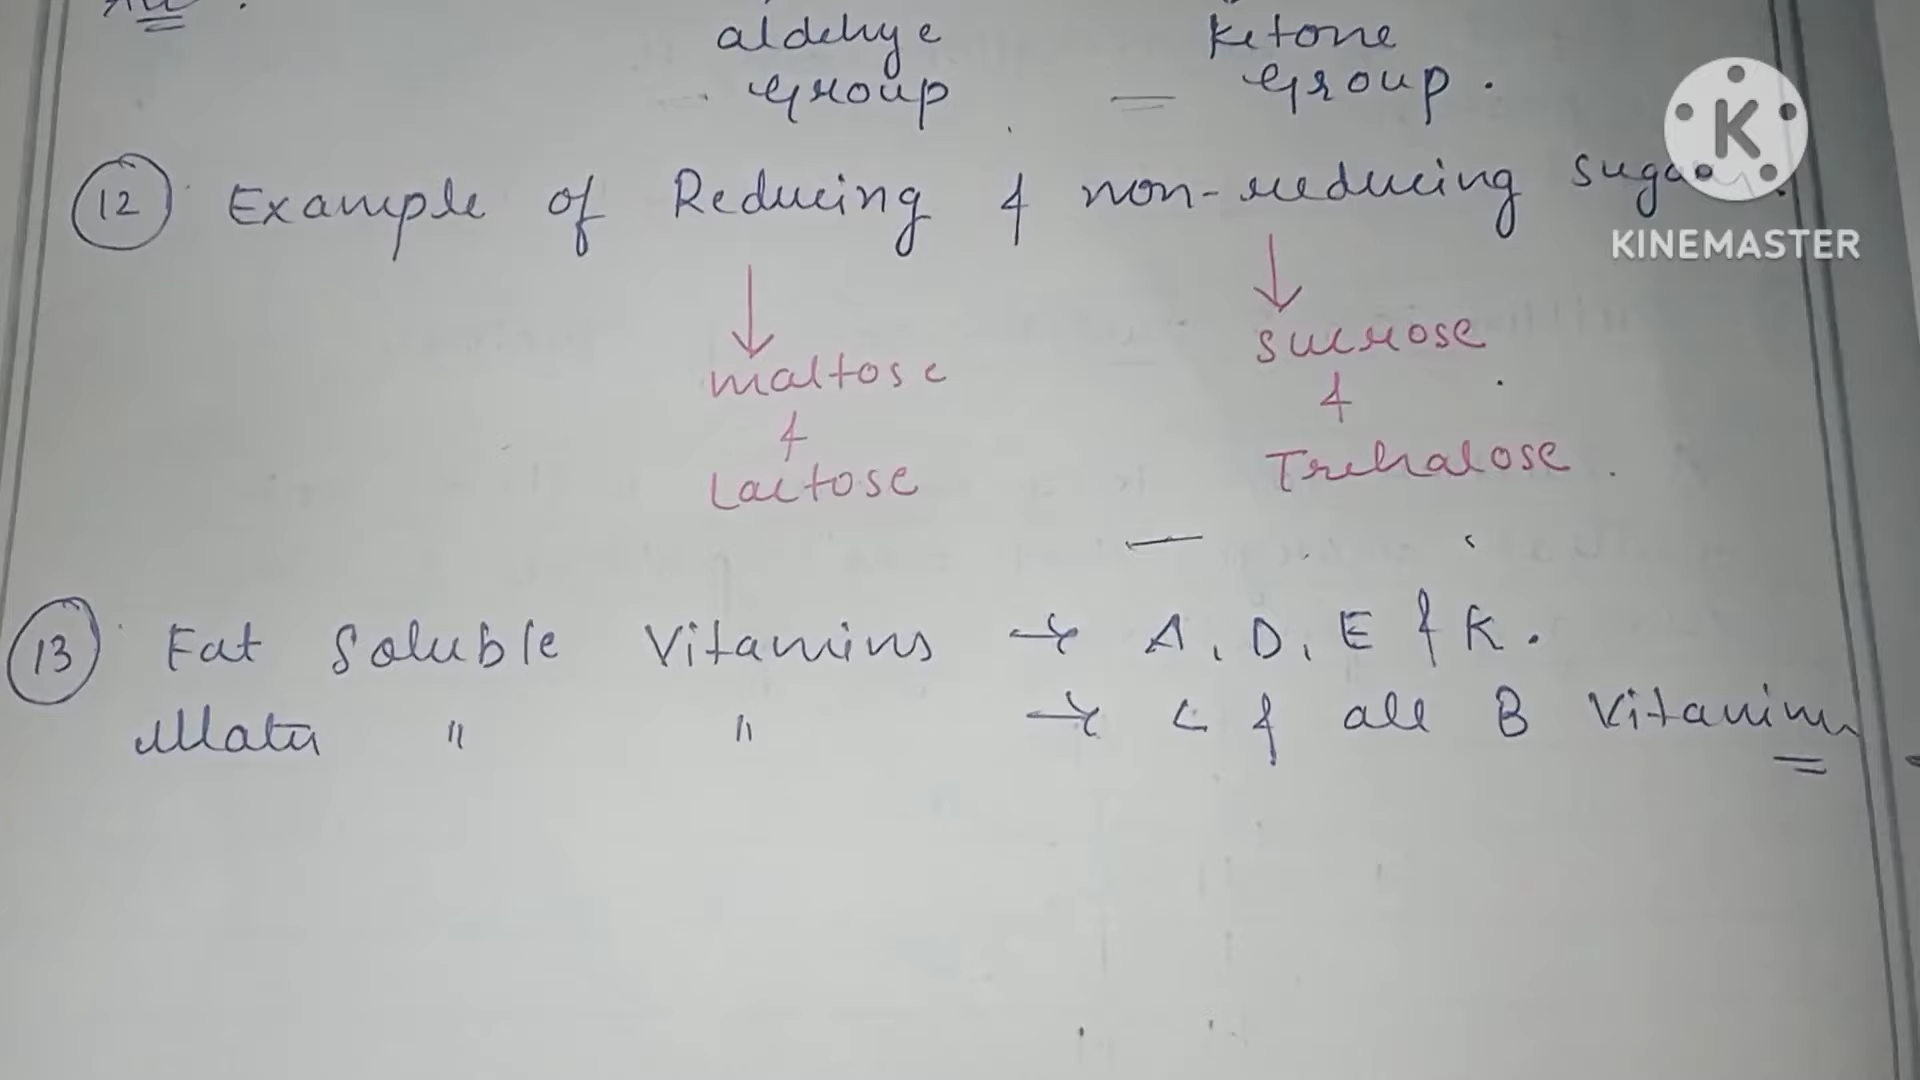 aldehye ketone
group — group.
12 Example of Reducing & non-reducing sugar.
K
KINEMASTER
maltose sucrose
& &
Lactose Trehalose.
13 Fat Soluble Vitamins → A, D, E & K.
Water " " → C & all B Vitamins